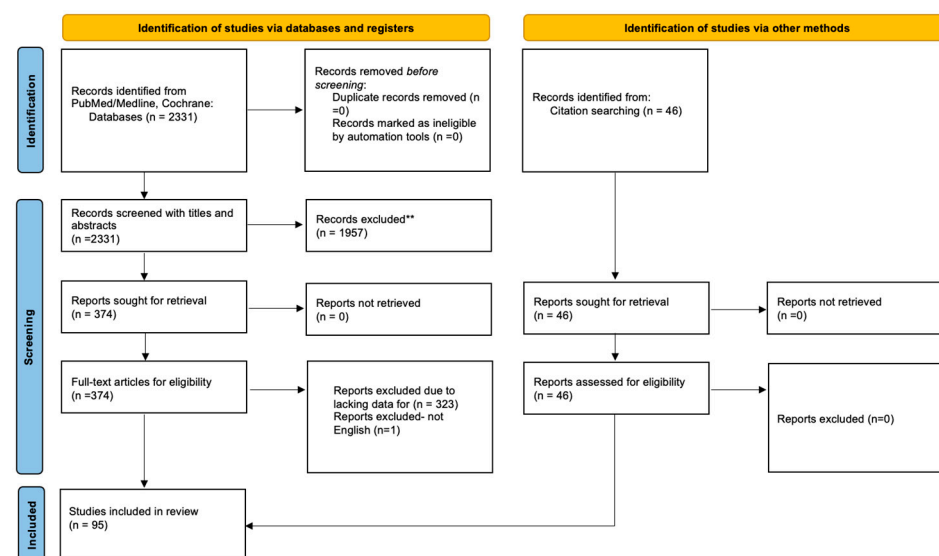 Identification of studies via databases and registers
Identification of studies via other methods
Identification
Records identified from
PubMed/Medline, Cochrane:
Databases (n = 2331)
Records removed before
screening:
Duplicate records removed (n
=0)
Records marked as ineligible
by automation tools (n =0)
Records identified from:
Citation searching (n = 46)
Screening
Records screened with titles and
abstracts
(n =2331)
Records excluded**
(n = 1957)
Reports sought for retrieval
(n = 374)
Reports not retrieved
(n = 0)
Reports sought for retrieval
(n = 46)
Reports not retrieved
(n =0)
Full-text articles for eligibility
(n =374)
Reports excluded due to
lacking data for (n = 323)
Reports excluded- not
English (n=1)
Reports assessed for eligibility
(n = 46)
Reports excluded (n=0)
Included
Studies included in review
(n = 95)